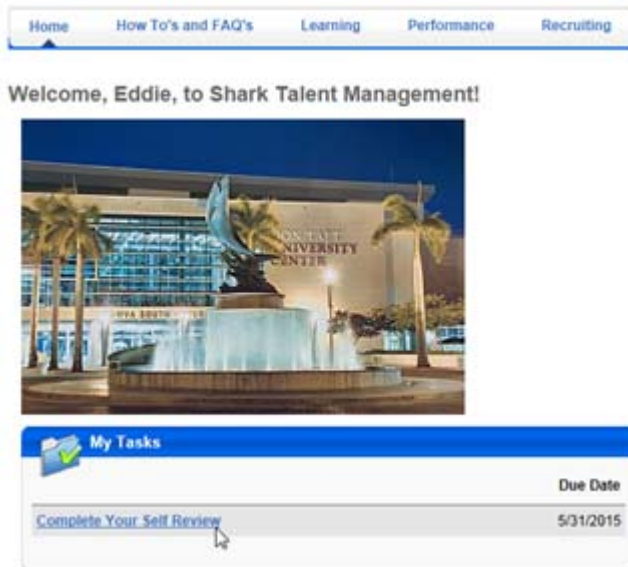 Home How To's and FAQ's Learning Performance Recruiting
Welcome, Eddie, to Shark Talent Management!
UNIVERSITY
CENTER
SOUTH
My Tasks
Due Date
Complete Your Self Review 5/31/2015